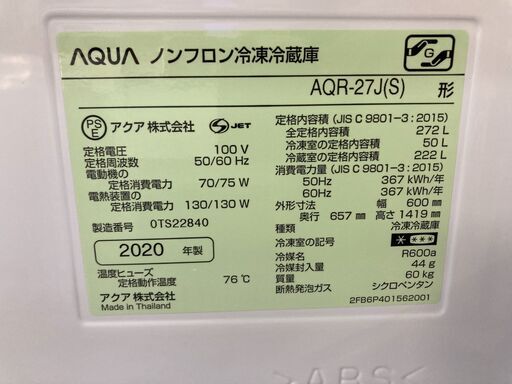 AQUA ノンフロン冷凍冷蔵庫
G
AQR-27J(S) 形
PS E アクア 株式会社 S JET
定格電圧 100 V
定格周波数 50/60 Hz
電動機の
定格消費電力 70/75 W
電熱装置の
定格消費電力 130/130 W
製造番号 0TS22840
2020 年製
温度ヒューズ
定格動作温度 76℃
アクア 株式会社
Made in Thailand
定格内容積 (JIS C 9801-3 : 2015)
全定格内容積 272 L
冷凍室の定格内容積 50 L
冷蔵室の定格内容積 222 L
消費電力量 (JIS C 9801-3 : 2015)
50Hz 367 kWh/年
60Hz 367 kWh/年
外形寸法 幅 600 mm
奥行 657 mm 高さ 1419 mm
種類 冷凍冷蔵庫
冷凍室の記号 * ***
冷媒名 R600a
冷媒封入量 44 g
質量 60 kg
断熱発泡ガス シクロペンタン
2FB6P401562001
>ABS<